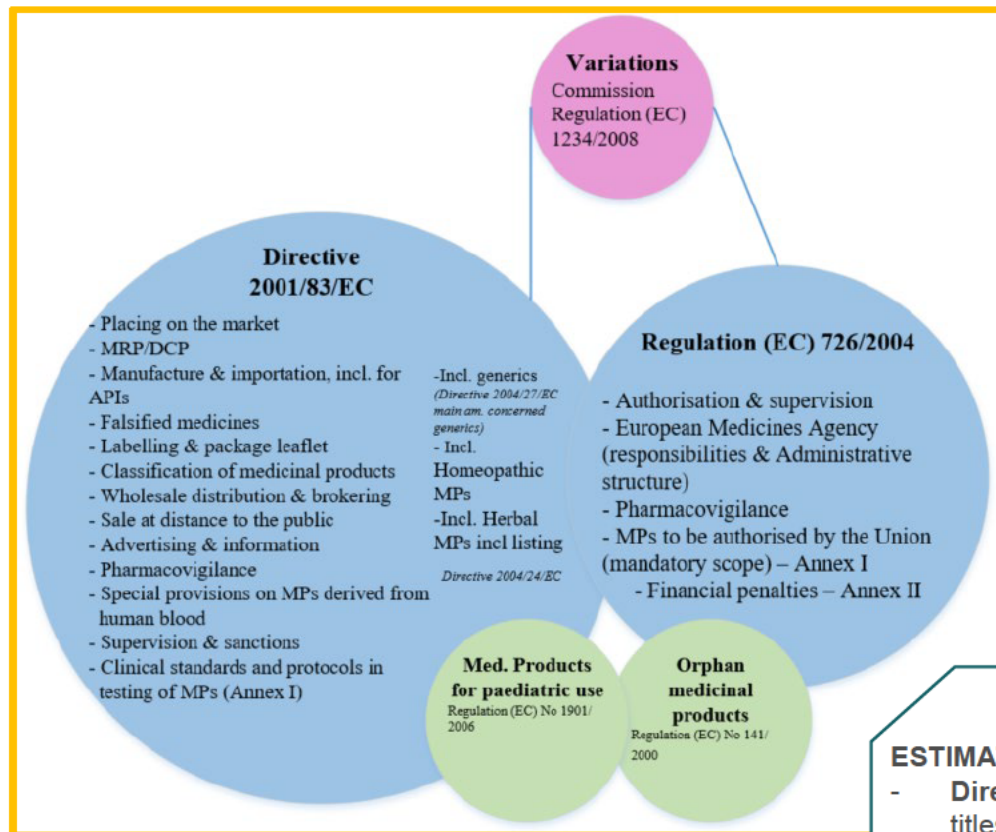 Variations
Commission
Regulation (EC)
1234/2008
Directive
2001/83/EC
- Placing on the market
- MRP/DCP
- Manufacture & importation, incl. for
APIs
- Falsified medicines
- Labelling & package leaflet
- Classification of medicinal products
- Wholesale distribution & brokering
- Sale at distance to the public
- Advertising & information
- Pharmacovigilance
- Special provisions on MPs derived from
human blood
- Supervision & sanctions
- Clinical standards and protocols in
testing of MPs (Annex I)
-Incl. generics
(Directive 2004/27/EC
main am. concerned
generics)
- Incl.
Homeopathic
MPs
-Incl. Herbal
MPs incl listing
Directive 2004/24/EC
Regulation (EC) 726/2004
- Authorisation & supervision
- European Medicines Agency
(responsibilities & Administrative
structure)
- Pharmacovigilance
- MPs to be authorised by the Union
(mandatory scope) – Annex I
- Financial penalties – Annex II
Med. Products
for paediatric use
Regulation (EC) No 1901/
2006
Orphan
medicinal
products
Regulation (EC) No 141/
2000
ESTIMA
- Dire
titles